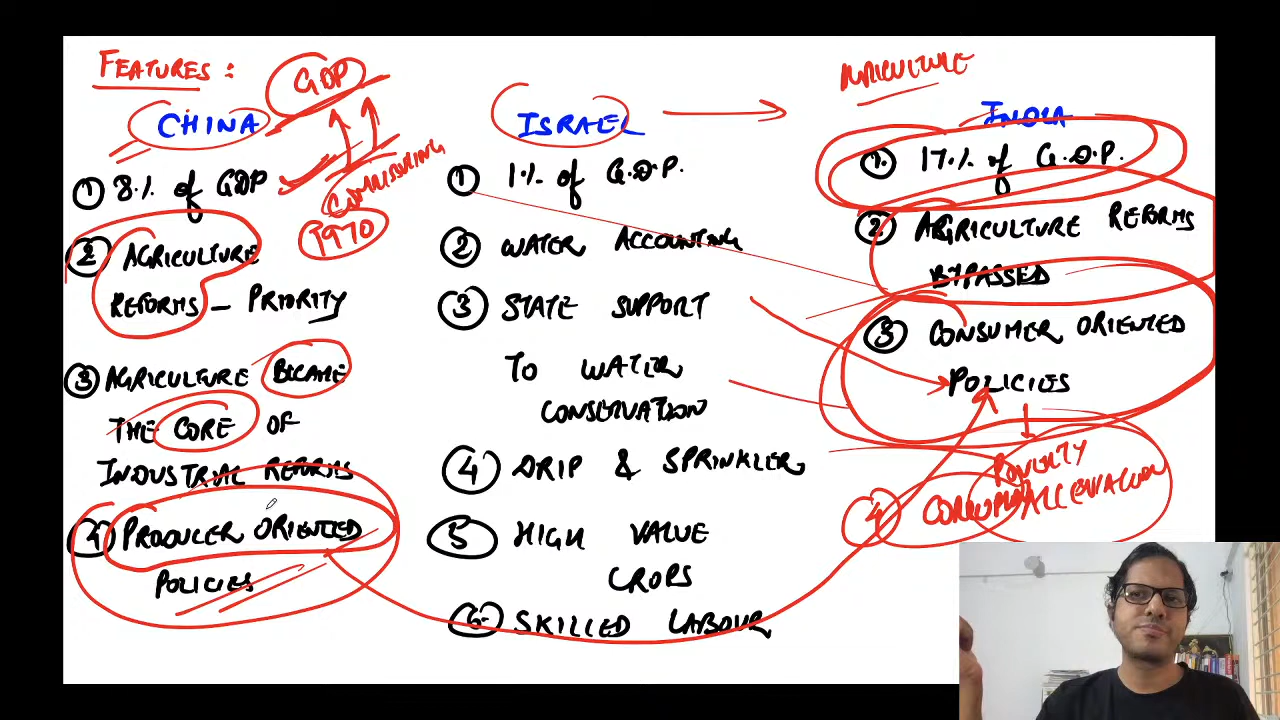 FEATURES :
GDP
CHINA
① 8.% of GDP
1970
② AGRICULTURE
REFORMS – PRIORITY
③ AGRICULTURE BECAME
THE CORE OF
INDUSTRIAL REFORMS
④ PRODUCER ORIENTED
POLICIES
ISRAEL
① 1.% of G.D.P.
② WATER ACCOUNTING
③ STATE SUPPORT
TO WATER
CONSERVATION
④ DRIP & SPRINKLER
⑤ HIGH VALUE
CROPS
⑥ SKILLED LABOUR
AGRICULTURE
INDIA
① 17.% of G.D.P.
② AGRICULTURE REFORMS
BYPASSED
③ CONSUMER ORIENTED
POLICIES
POVERTY
ALLEVIATION
④